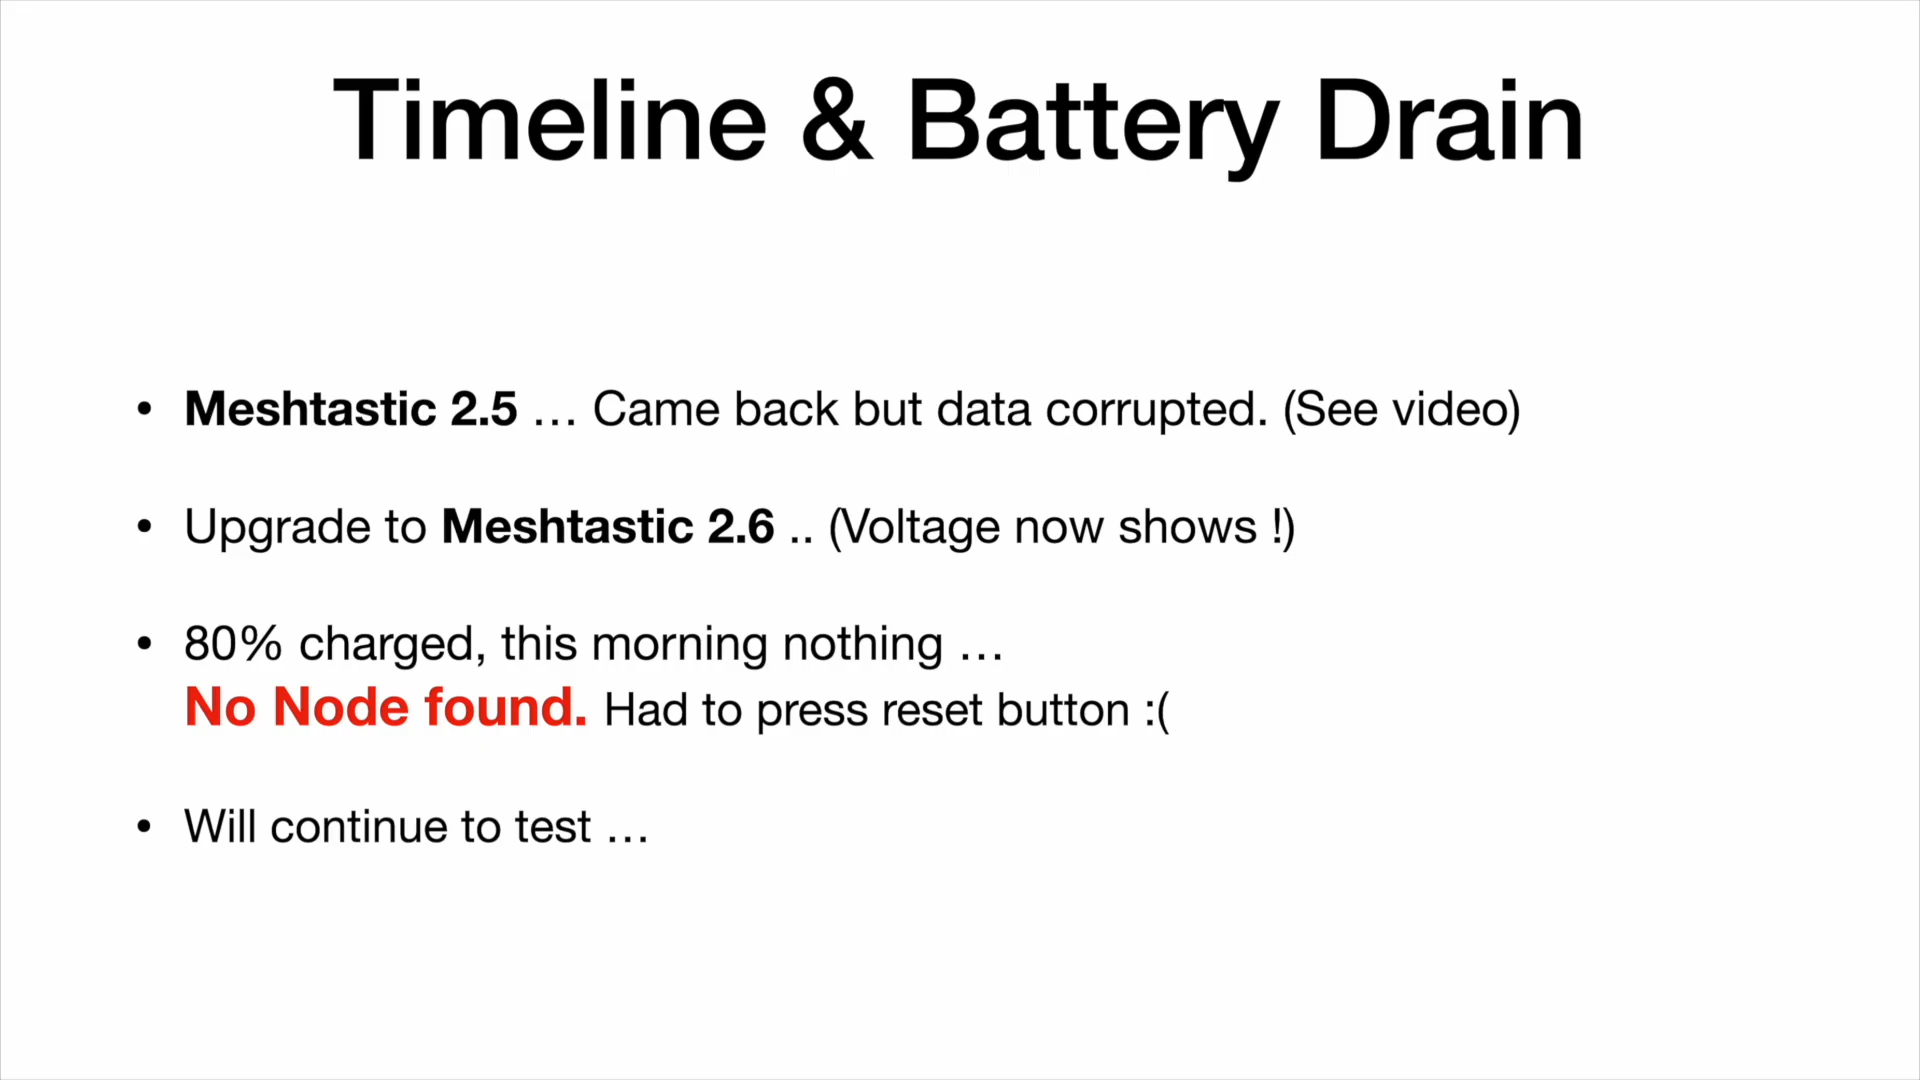 Timeline & Battery Drain
• Meshtastic 2.5 … Came back but data corrupted. (See video)
• Upgrade to Meshtastic 2.6 .. (Voltage now shows !)
• 80% charged, this morning nothing …
No Node found. Had to press reset button :(
• Will continue to test …